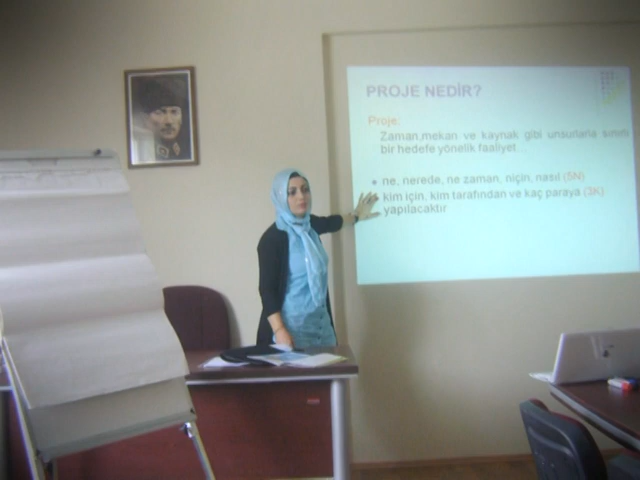 PROJE NEDİR?
Proje:
Zaman,mekan ve kaynak gibi unsurlarla sınırlı
bir hedefe yönelik faaliyet...
ne, nerede, ne zaman, niçin, nasıl (5N)
kim için, kim tarafından ve kaç paraya (3K)
yapılacaktır